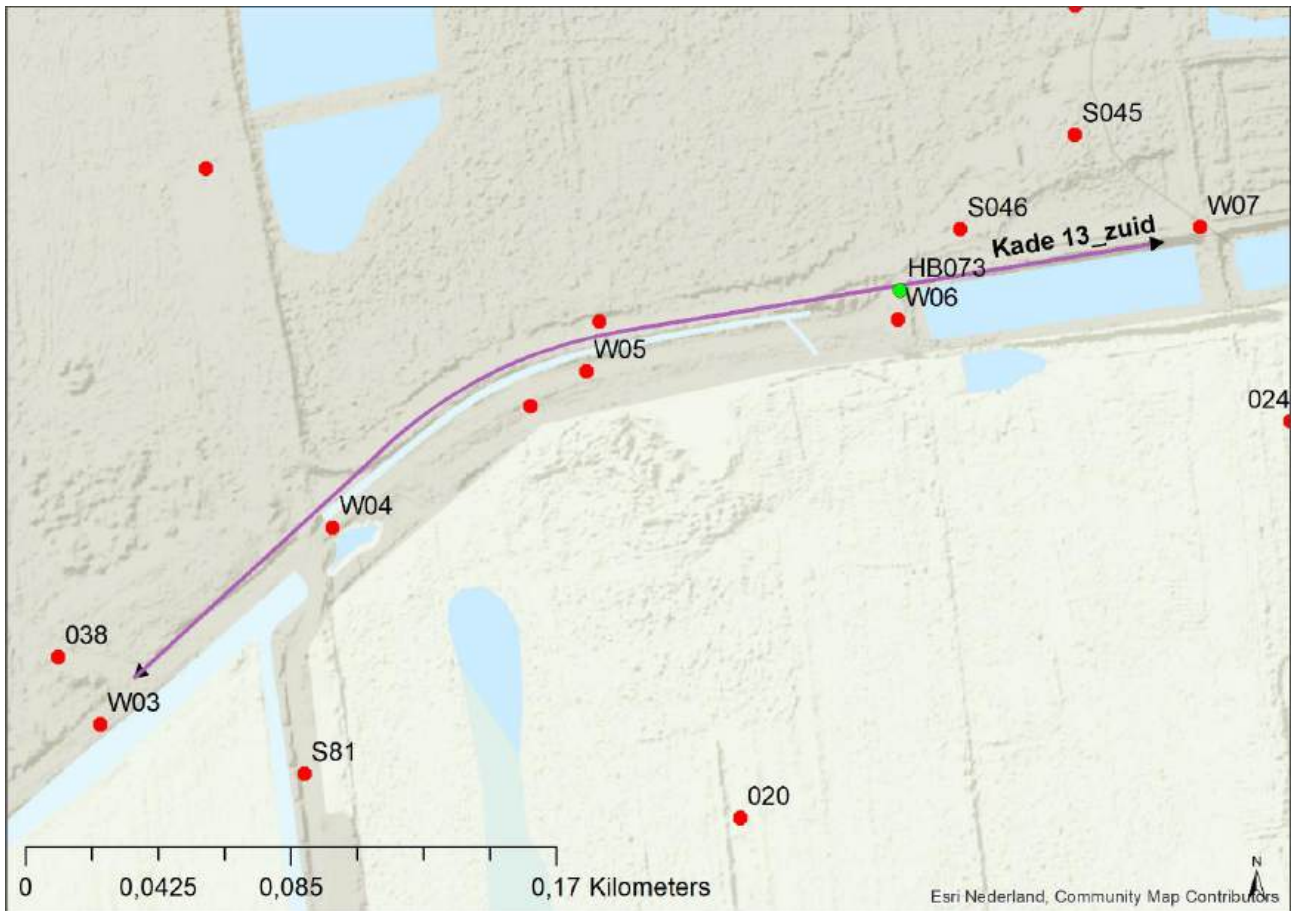 S045
S046
W07
Kade 13_zuid
HB073
W06
W05
024
W04
038
W03
S81
020
0 0,0425 0,085 0,17 Kilometers
N
Esri Nederland, Community Map Contributors